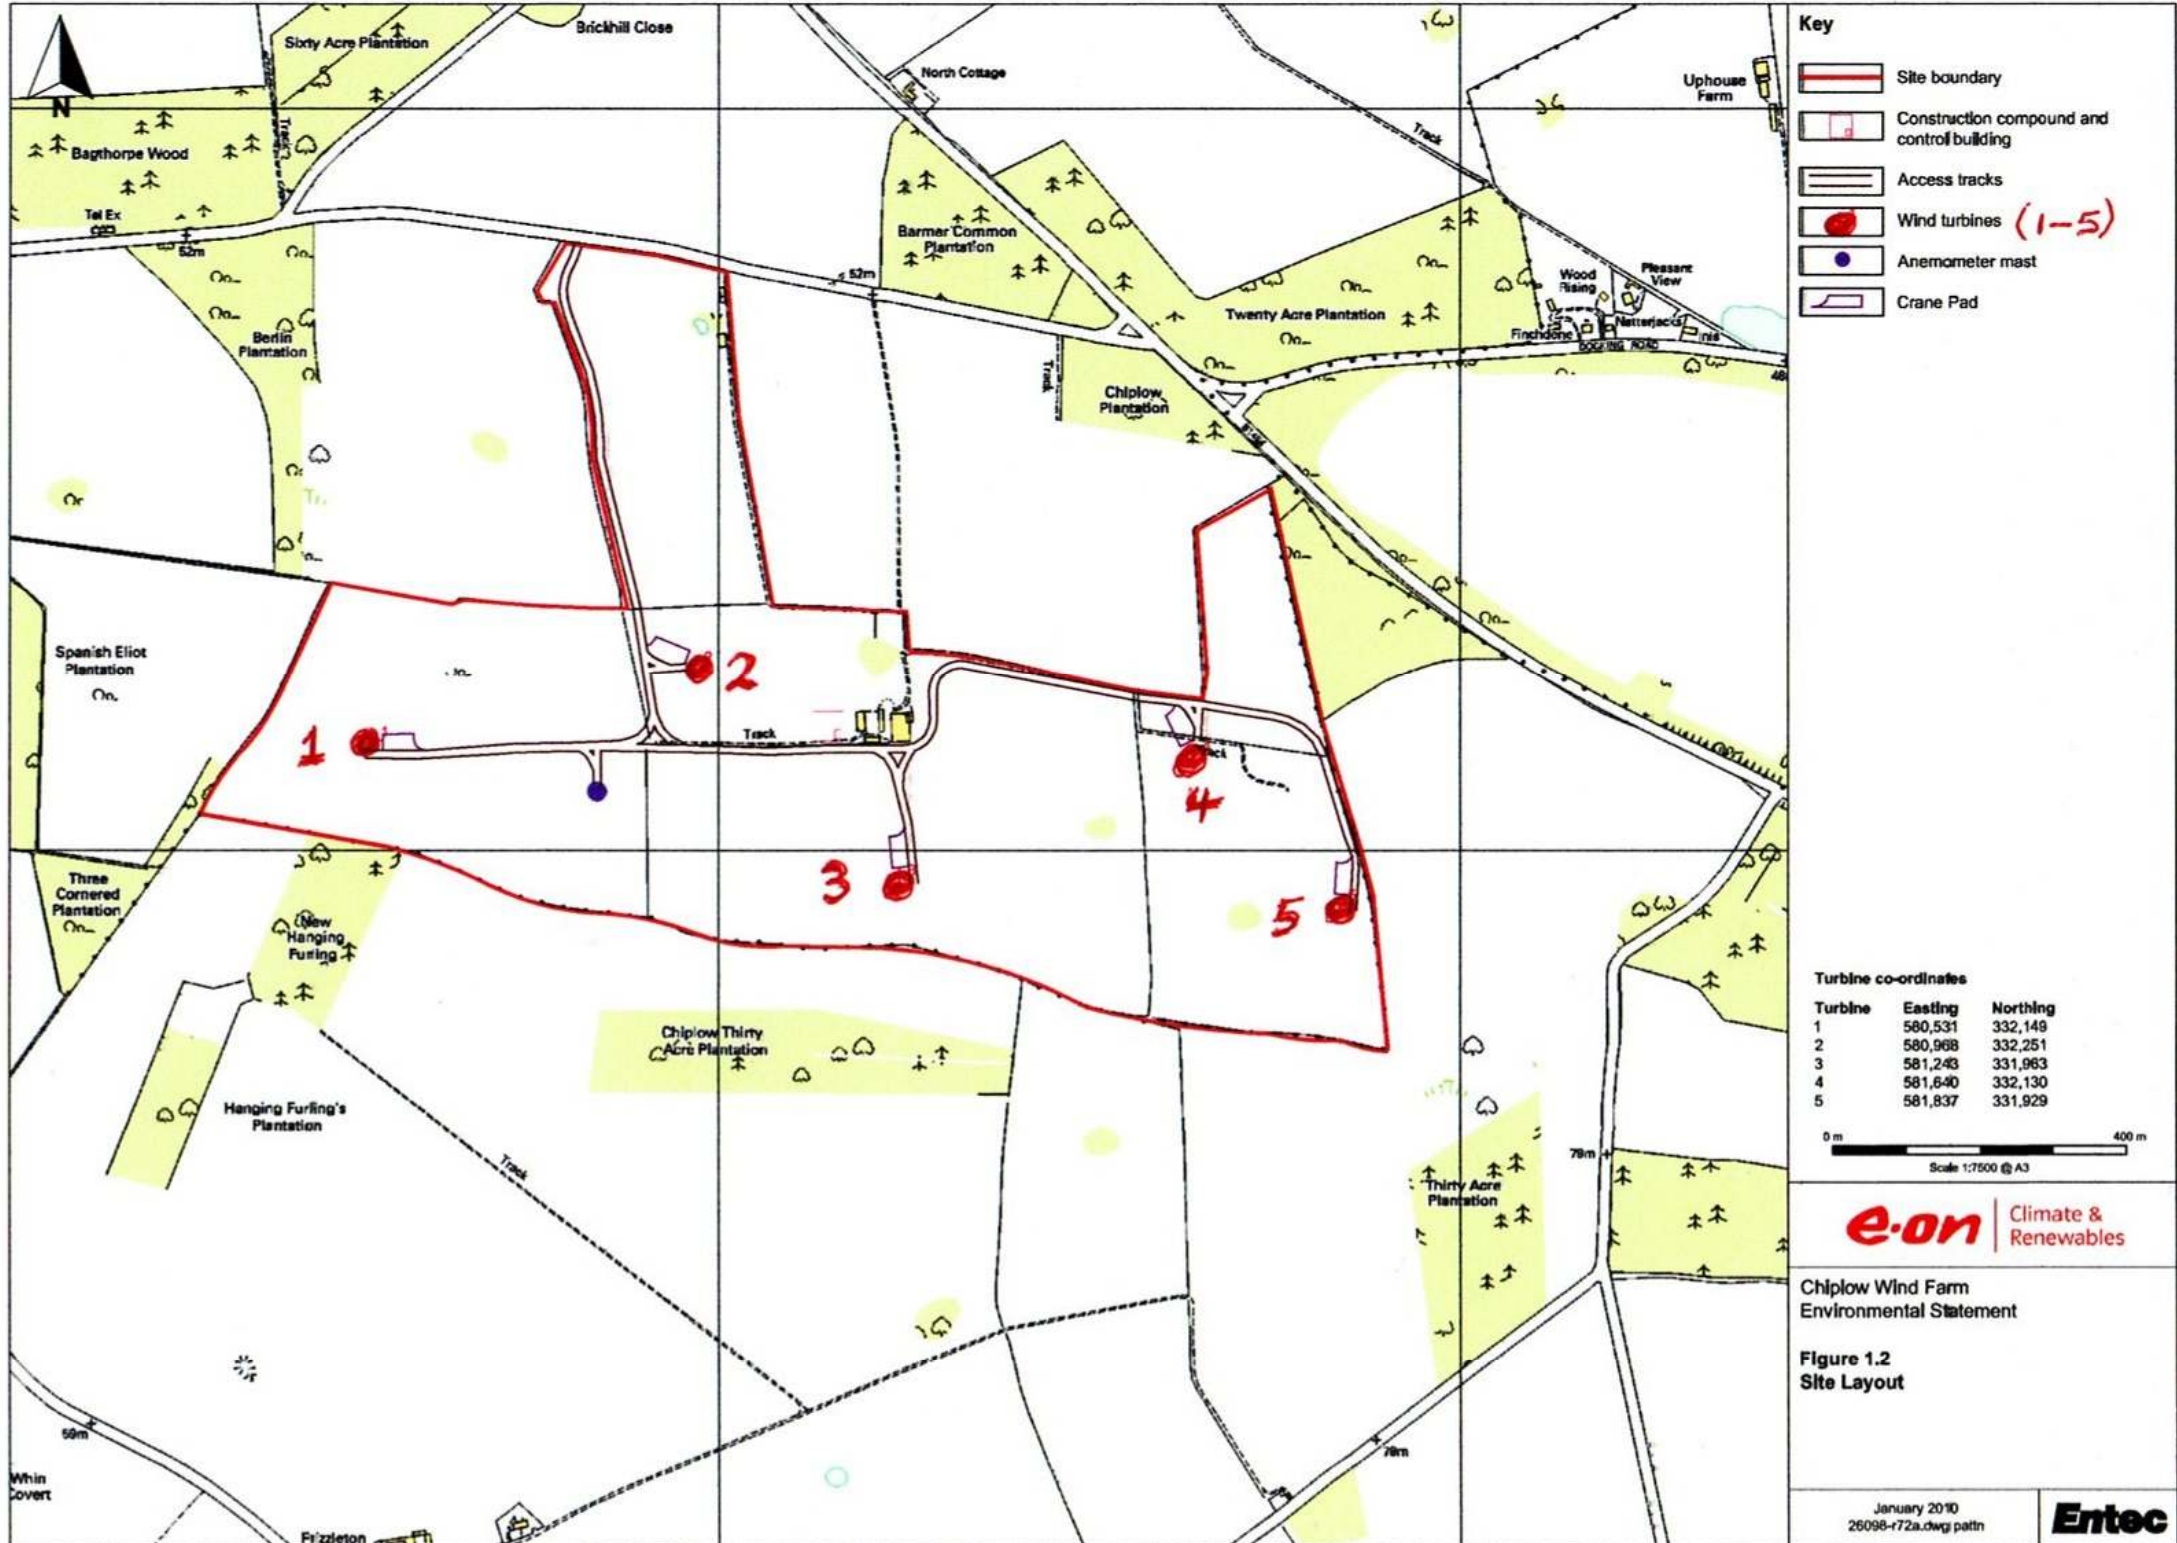 N
Sixty Acre Plantation
Brickhill Close
North Cottage
Uphouse
Farm
Track
Track
Bagthorpe Wood
Tel Ex
52m
Barmer Common
Plantation
52m
Twenty Acre Plantation
Wood
Rising
Pleasant
View
Finchdene
Natterjacks
DOCKING ROAD
Berlin
Plantation
Track
Chiplow
Plantation
Spanish Eliot
Plantation
2
1
Track
Track
4
3
5
Three
Cornered
Plantation
New
Hanging
Furling
Chiplow Thirty
Acre Plantation
Hanging Furling's
Plantation
Track
79m
Thirty Acre
Plantation
59m
78m
Whin
Covert
Frizzleton
Key
Site boundary
Construction compound and
control building
Access tracks
Wind turbines (1-5)
Anemometer mast
Crane Pad
Turbine co-ordinates
Turbine Easting Northing
1 580,531 332,149
2 580,968 332,251
3 581,243 331,963
4 581,640 332,130
5 581,837 331,929
0 m 400 m
Scale 1:7500 @ A3
e·on Climate &
Renewables
Chiplow Wind Farm
Environmental Statement
Figure 1.2
Site Layout
January 2010
26098-r72a.dwg pattn
Entec